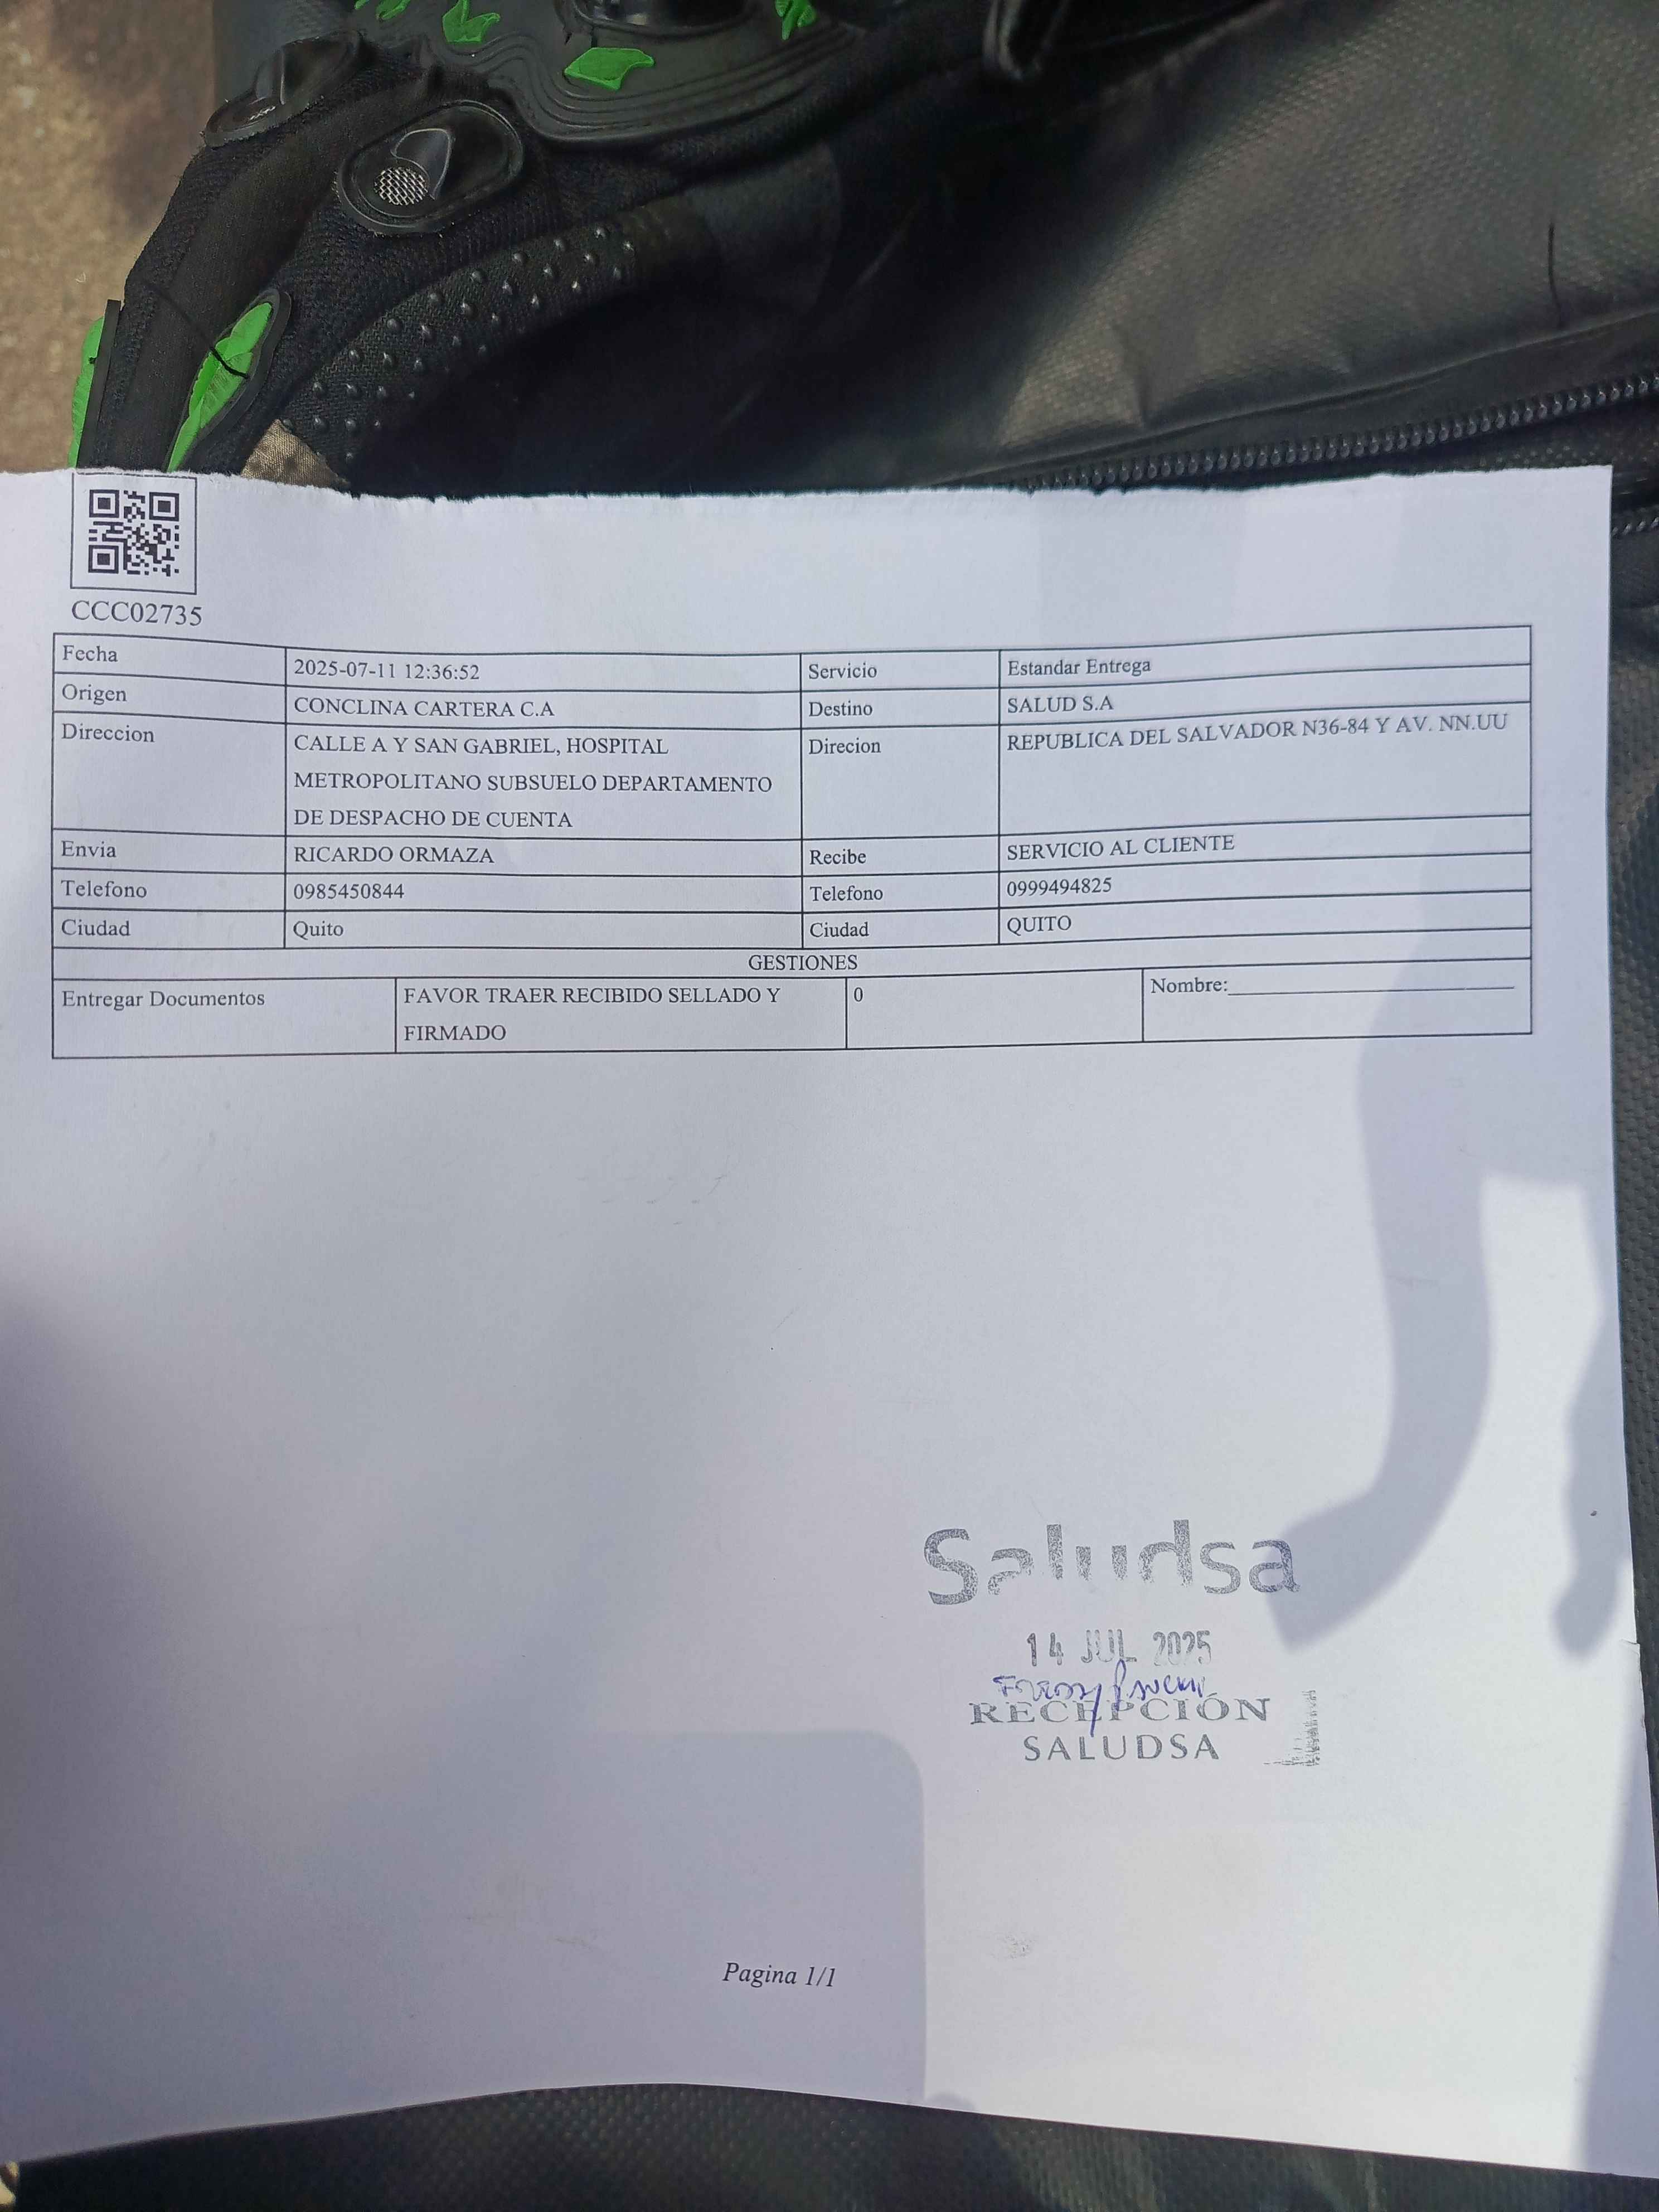 CCC02735
Fecha 2025-07-11 12:36:52 Servicio Estandar Entrega
Origen CONCLINA CARTERA C.A Destino SALUD S.A
Direccion CALLE A Y SAN GABRIEL, HOSPITAL Direcion REPUBLICA DEL SALVADOR N36-84 Y AV. NN.UU
METROPOLITANO SUBSUELO DEPARTAMENTO
DE DESPACHO DE CUENTA
Envia RICARDO ORMAZA Recibe SERVICIO AL CLIENTE
Telefono 0985450844 Telefono 0999494825
Ciudad Quito Ciudad QUITO
GESTIONES
Entregar Documentos FAVOR TRAER RECIBIDO SELLADO Y 0 Nombre:
FIRMADO
Saludsa
14 JUL 2025
RECEPCIÓN
SALUDSA
Pagina 1/1